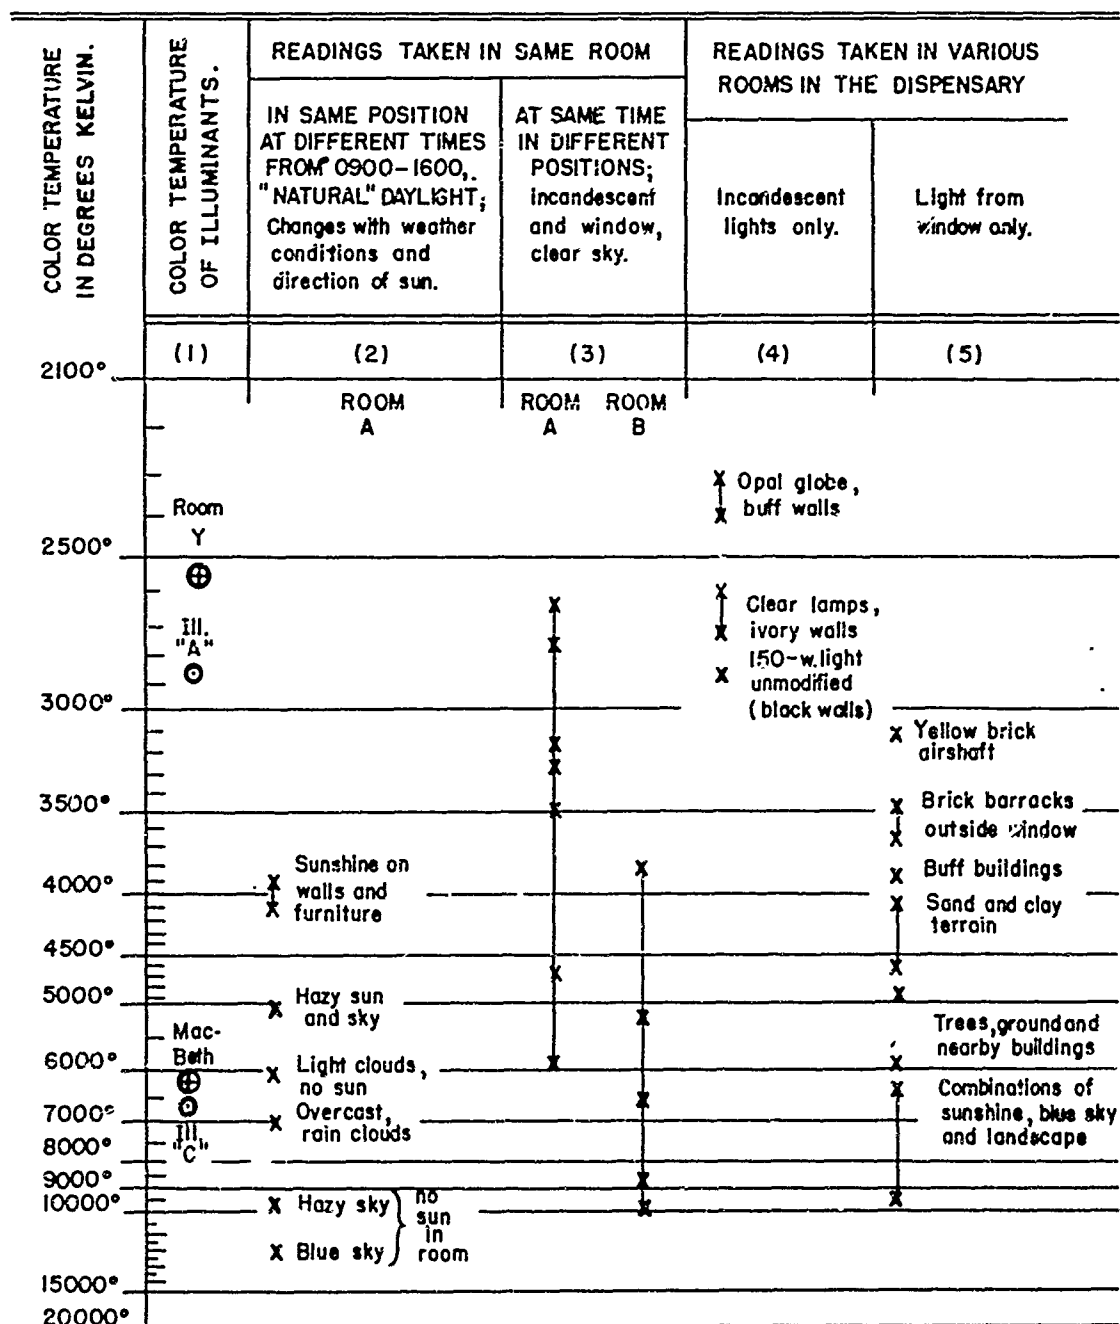 COLOR TEMPERATURE
IN DEGREES KELVIN.
COLOR TEMPERATURE
OF ILLUMINANTS.
READINGS TAKEN IN SAME ROOM
IN SAME POSITION
AT DIFFERENT TIMES
FROM 0900-1600,
"NATURAL" DAYLIGHT;
Changes with weather
conditions and
direction of sun.
AT SAME TIME
IN DIFFERENT
POSITIONS;
incandescent
and window,
clear sky.
READINGS TAKEN IN VARIOUS
ROOMS IN THE DISPENSARY
Incandescent
lights only.
Light from
window only.
(1) (2) (3) (4) (5)
2100°
ROOM
A
ROOM ROOM
A B
Opal globe,
buff walls
Room
Y
2500°
Clear lamps,
ivory walls
Ill.
"A"
150-w. light
unmodified
(black walls)
3000°
Yellow brick
airshaft
3500°
Brick barracks
outside window
Sunshine on
walls and
furniture
Buff buildings
4000°
Sand and clay
terrain
4500°
5000°
Hazy sun
and sky
Trees, ground and
nearby buildings
Mac-
Beth
6000°
Light clouds,
no sun
Combinations of
sunshine, blue sky
and landscape
7000°
Overcast,
rain clouds
Ill.
"C"
8000°
9000°
10000°
Hazy sky
Blue sky
no
sun
in
room
15000°
20000°